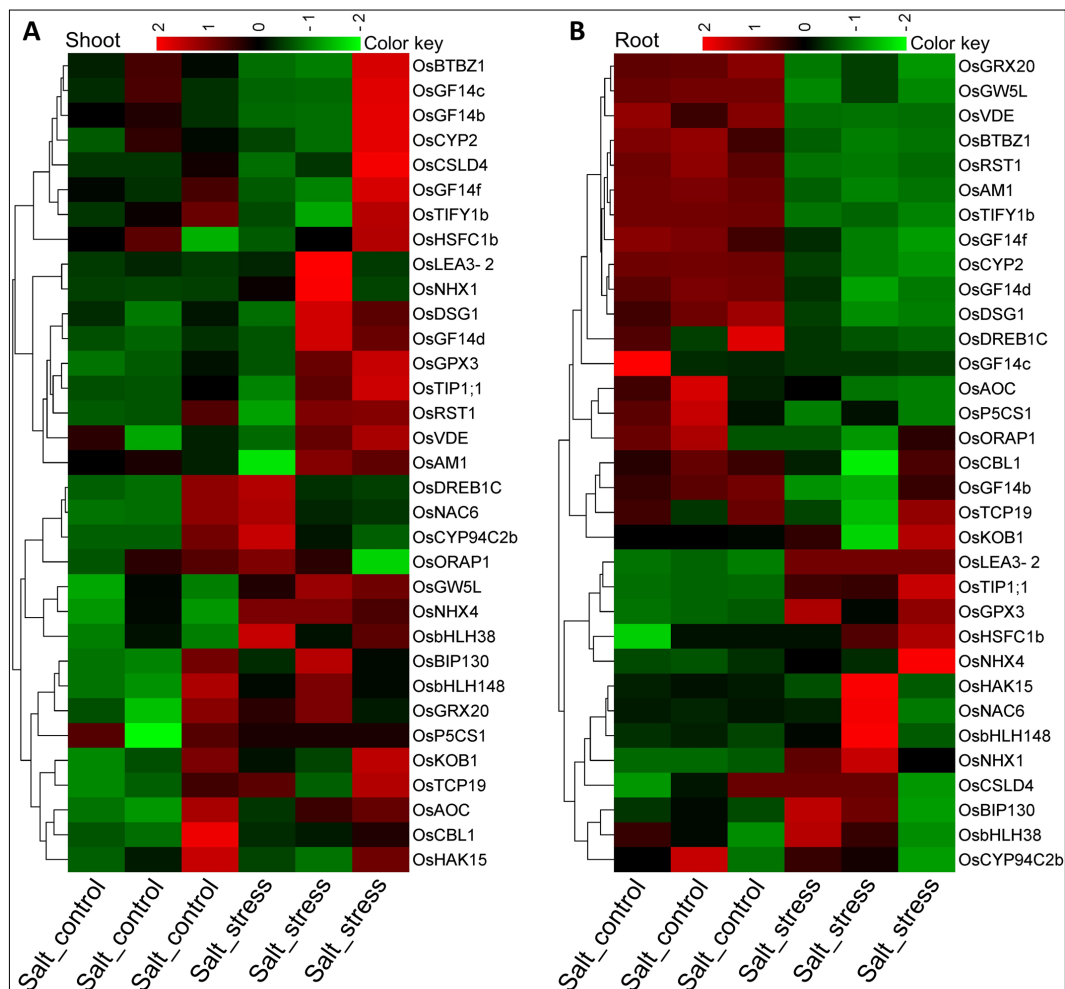 A
Shoot
2
1
0
-1
-2
Color key
OsBTBZ1
OsGF14c
OsGF14b
OsCYP2
OsCSLD4
OsGF14f
OsTIFY1b
OsHSFC1b
OsLEA3- 2
OsNHX1
OsDSG1
OsGF14d
OsGPX3
OsTIP1;1
OsRST1
OsVDE
OsAM1
OsDREB1C
OsNAC6
OsCYP94C2b
OsORAP1
OsGW5L
OsNHX4
OsbHLH38
OsBIP130
OsbHLH148
OsGRX20
OsP5CS1
OsKOB1
OsTCP19
OsAOC
OsCBL1
OsHAK15
Salt_control
Salt_control
Salt_control
Salt_stress
Salt_stress
Salt_stress
B
Root
2
1
0
-1
-2
Color key
OsGRX20
OsGW5L
OsVDE
OsBTBZ1
OsRST1
OsAM1
OsTIFY1b
OsGF14f
OsCYP2
OsGF14d
OsDSG1
OsDREB1C
OsGF14c
OsAOC
OsP5CS1
OsORAP1
OsCBL1
OsGF14b
OsTCP19
OsKOB1
OsLEA3- 2
OsTIP1;1
OsGPX3
OsHSFC1b
OsNHX4
OsHAK15
OsNAC6
OsbHLH148
OsNHX1
OsCSLD4
OsBIP130
OsbHLH38
OsCYP94C2b
Salt_control
Salt_control
Salt_control
Salt_stress
Salt_stress
Salt_stress